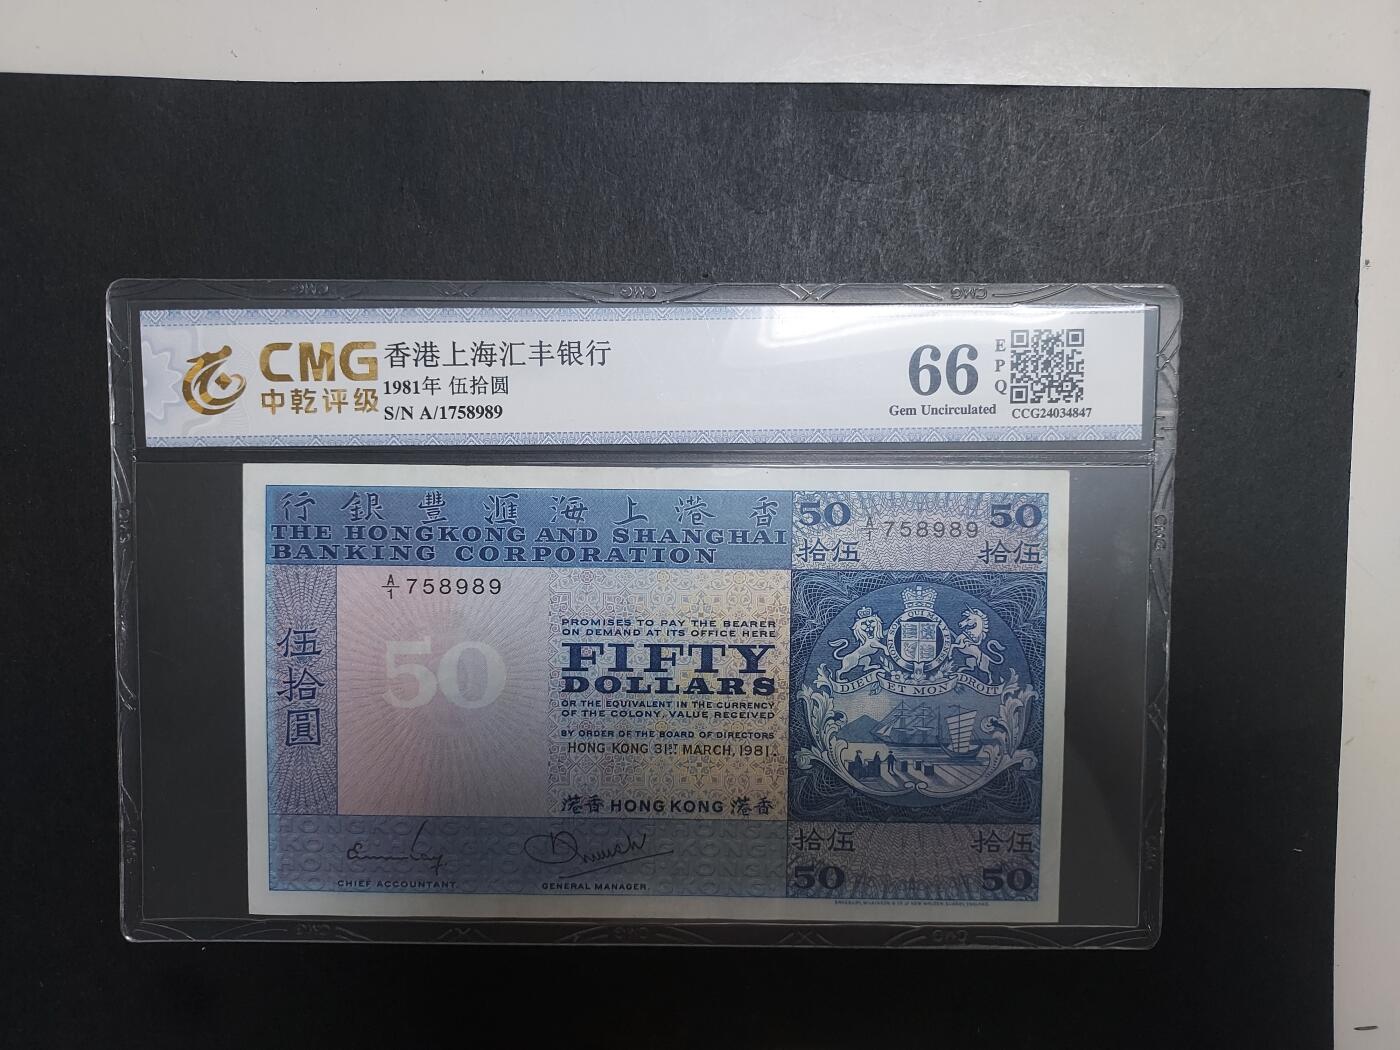 CMG
中乾评级
香港上海汇丰银行
1981年 伍拾圆
S/N A/1758989
66
EPQ
Gem Uncirculated
CCG24034847
行銀豐滙海上港香
THE HONGKONG AND SHANGHAI
BANKING CORPORATION
50
A/1 758989
50
拾伍
拾伍
A/1 758989
伍拾圓
50
PROMISES TO PAY THE BEARER
ON DEMAND AT ITS OFFICE HERE
FIFTY
DOLLARS
OR THE EQUIVALENT IN THE CURRENCY
OF THE COLONY, VALUE RECEIVED
BY ORDER OF THE BOARD OF DIRECTORS
HONG KONG 31ST MARCH, 1981.
港香 HONG KONG 港香
DIEU ET MON DROIT
拾伍
拾伍
50
50
CHIEF ACCOUNTANT.
GENERAL MANAGER.